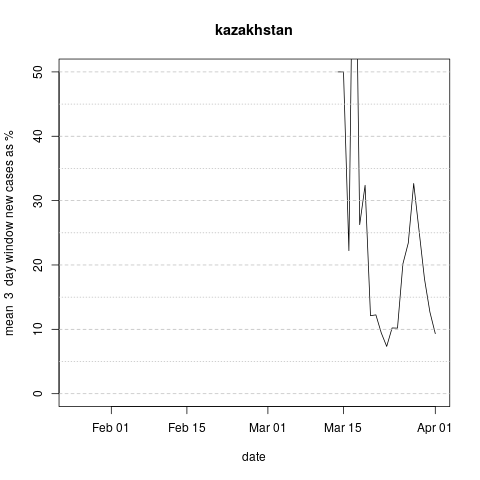 kazakhstan
mean 3 day window new cases as %
50
40
30
20
10
0
Feb 01
Feb 15
Mar 01
Mar 15
Apr 01
date